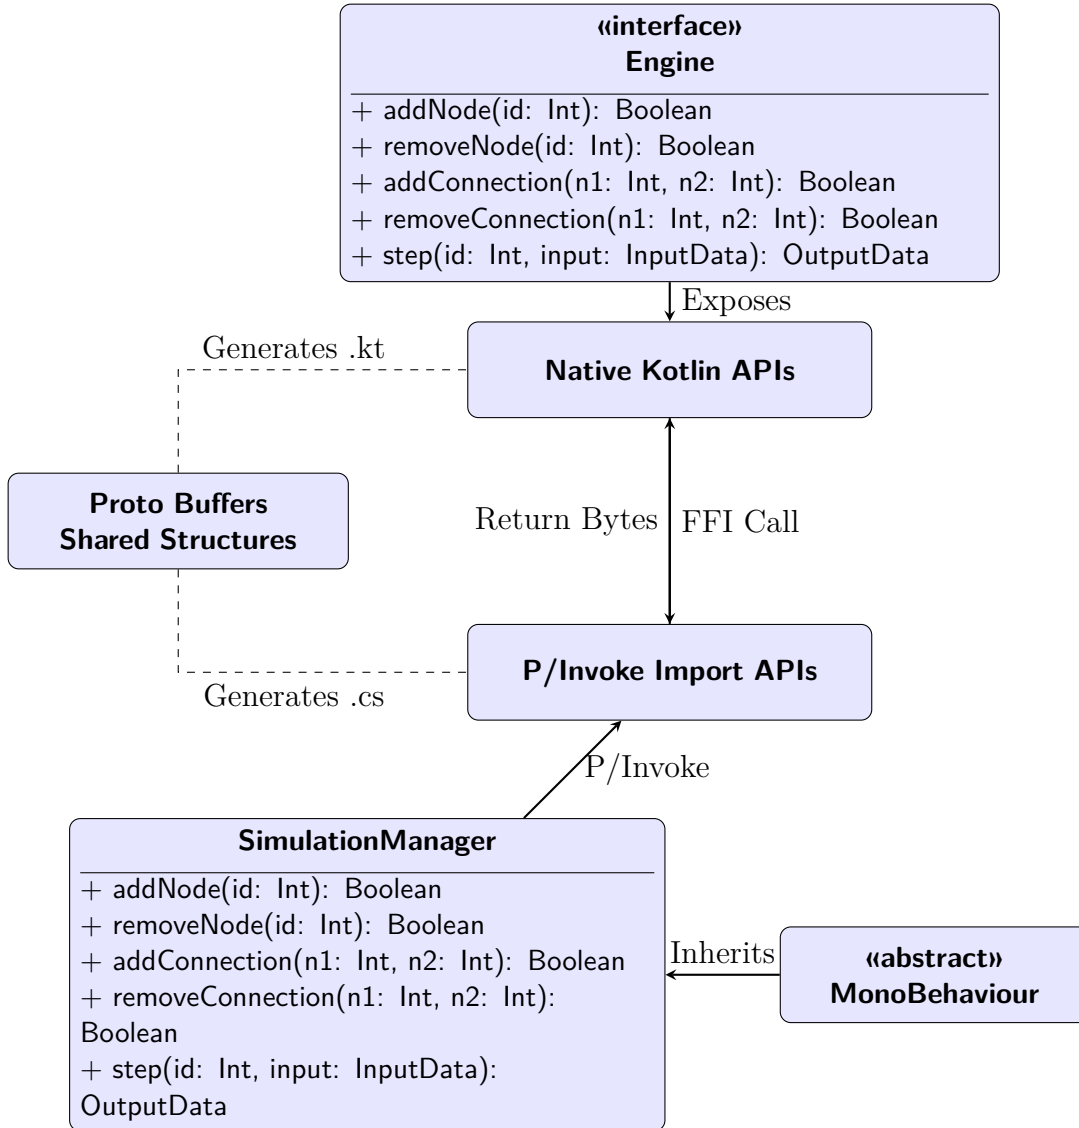 «interface»
Engine
+ addNode(id: Int): Boolean
+ removeNode(id: Int): Boolean
+ addConnection(n1: Int, n2: Int): Boolean
+ removeConnection(n1: Int, n2: Int): Boolean
+ step(id: Int, input: InputData): OutputData
Exposes
Generates .kt
Native Kotlin APIs
Proto Buffers
Shared Structures
Return Bytes
FFI Call
P/Invoke Import APIs
Generates .cs
P/Invoke
SimulationManager
+ addNode(id: Int): Boolean
+ removeNode(id: Int): Boolean
+ addConnection(n1: Int, n2: Int): Boolean
+ removeConnection(n1: Int, n2: Int):
Boolean
+ step(id: Int, input: InputData):
OutputData
Inherits
«abstract»
MonoBehaviour